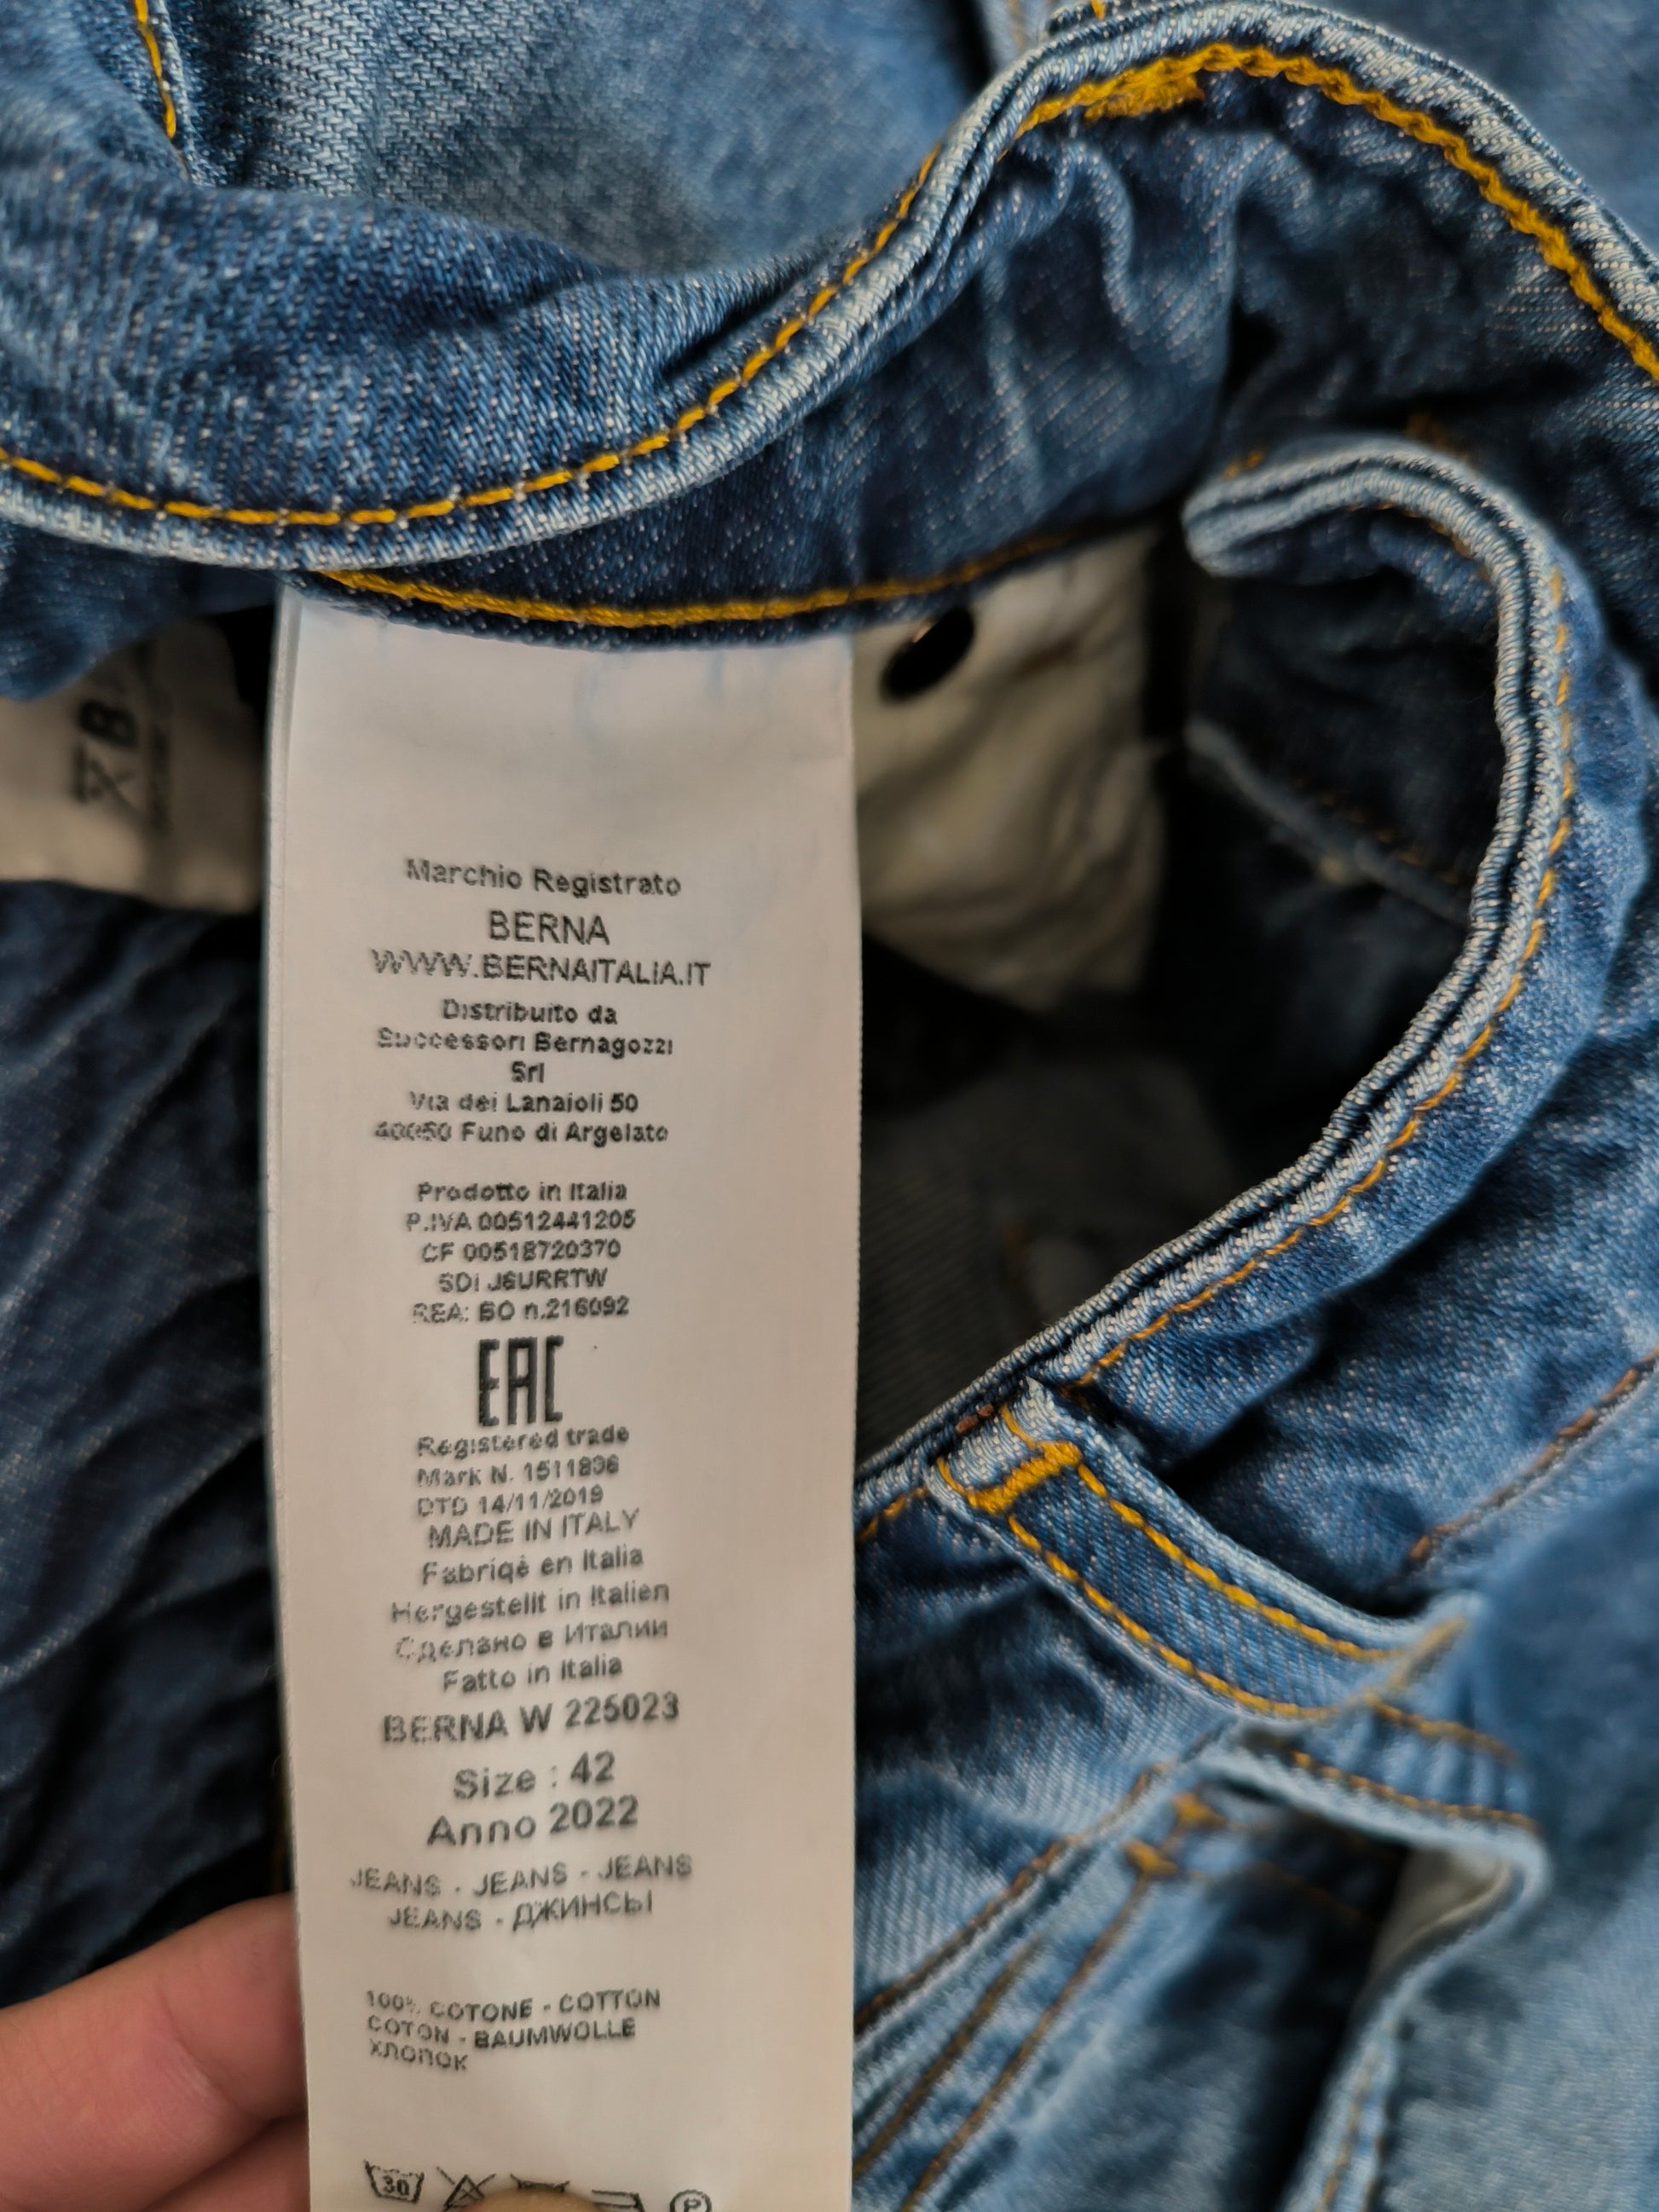 Marchio Registrato
BERNA
WWW.BERNAITALIA.IT
Distribuito da
Successori Bernagozzi
Srl
Via dei Lanaioli 50
40050 Funo di Argelato
Prodotto in Italia
P.IVA 00512441205
CF 00518720370
SDI J6URRTW
REA: BO n.216092
EAC
Registered trade
Mark N. 1511896
DTD 14/11/2019
MADE IN ITALY
Fabriqè en Italia
Hergestellt in Italien
Сделано в Италии
Fatto in Italia
BERNA W 225023
Size : 42
Anno 2022
JEANS - JEANS - JEANS
JEANS - ДЖИНСЫ
100% COTONE - COTTON
COTON - BAUMWOLLE
ХЛОПОК
30
P